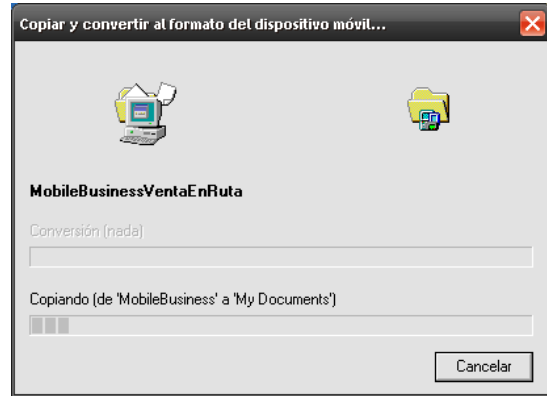 Copiar y convertir al formato del dispositivo móvil...
MobileBusinessVentaEnRuta
Conversión (nada)
Copiando (de 'MobileBusiness' a 'My Documents')
Cancelar